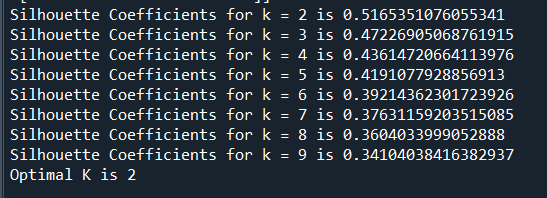 Silhouette Coefficients for k = 2 is 0.5165351076055341
Silhouette Coefficients for k = 3 is 0.47226905068761915
Silhouette Coefficients for k = 4 is 0.43614720664113976
Silhouette Coefficients for k = 5 is 0.4191077928856913
Silhouette Coefficients for k = 6 is 0.39214362301723926
Silhouette Coefficients for k = 7 is 0.37631159203515085
Silhouette Coefficients for k = 8 is 0.3604033999052888
Silhouette Coefficients for k = 9 is 0.34104038416382937
Optimal K is 2